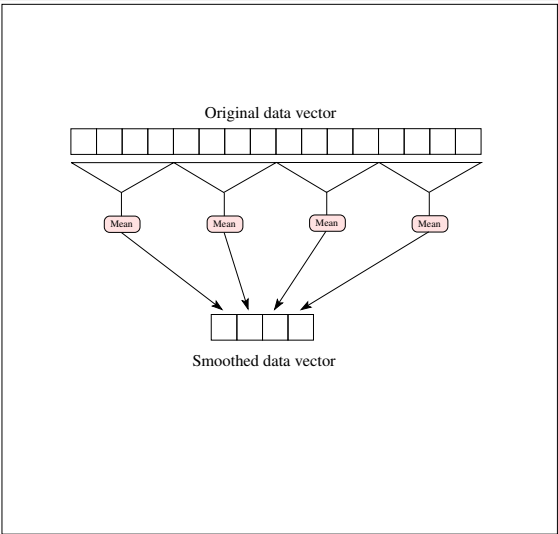 Original data vector
Mean
Mean
Mean
Mean
Smoothed data vector